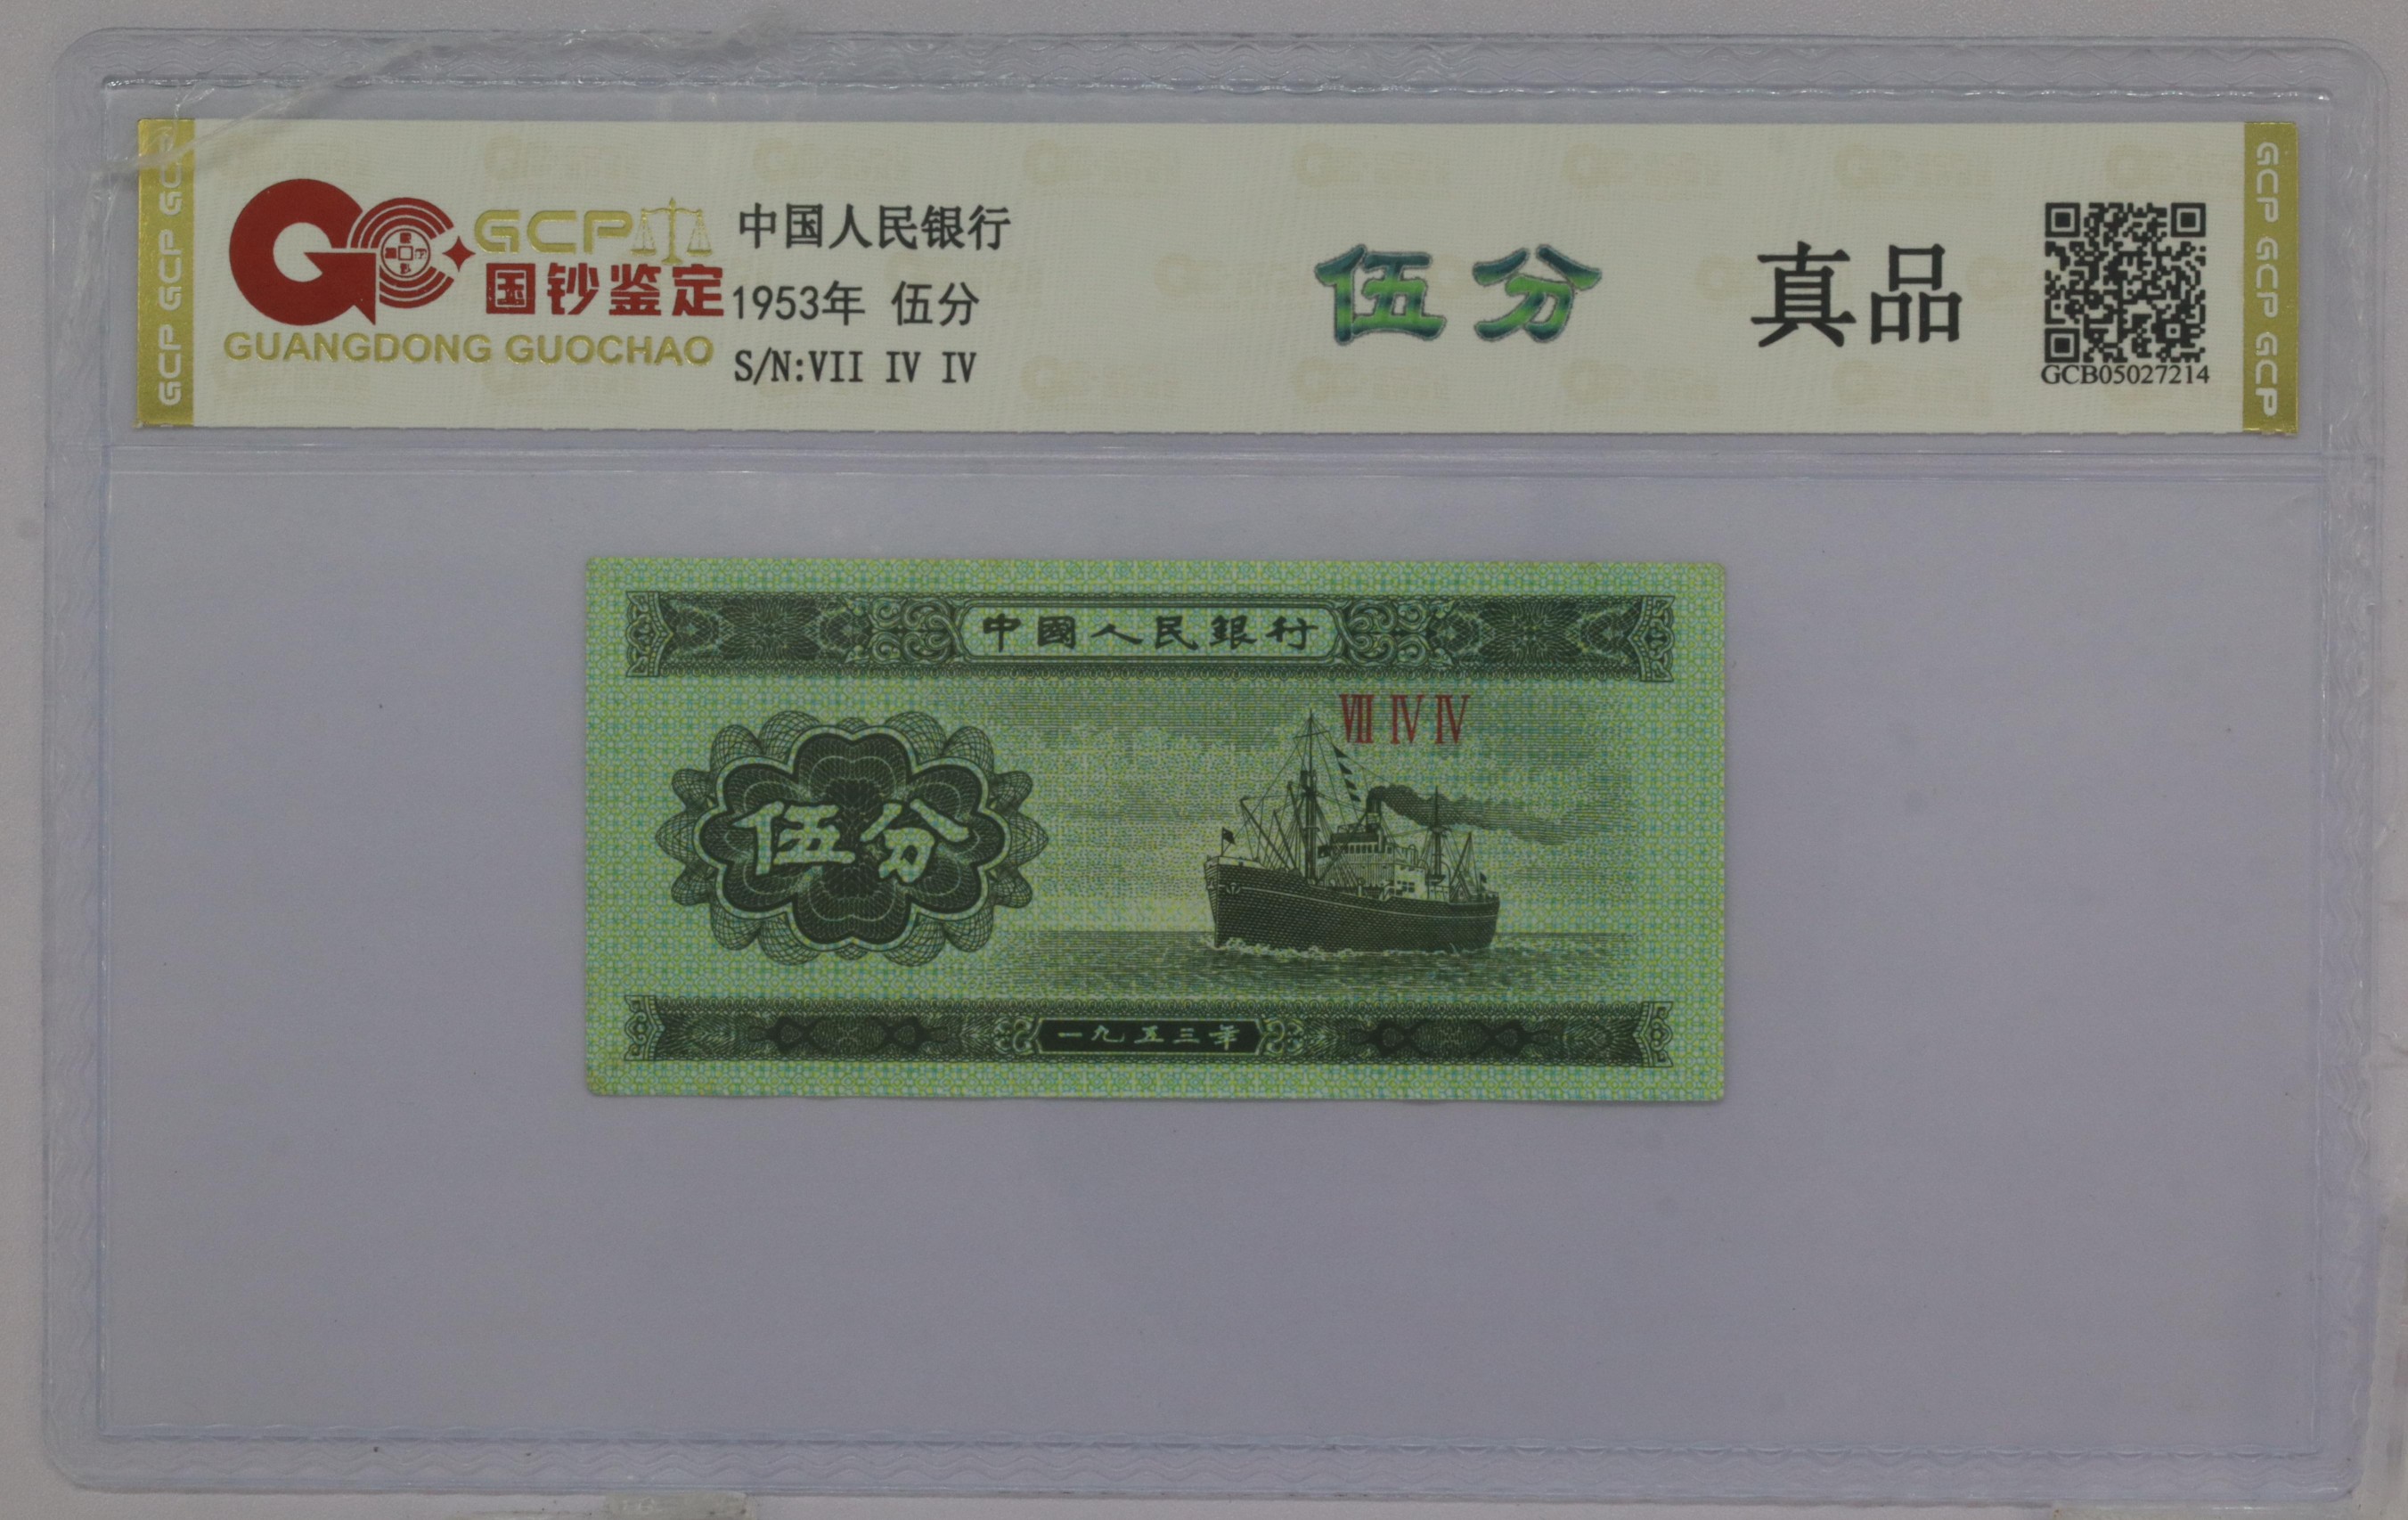 GCP GCP GCP
GCP
国钞鉴定
GUANGDONG GUOCHAO
中国人民银行
1953年 伍分
S/N:VII IV IV
伍分
真品
GCB05027214
GCP GCP GCP
中國人民銀行
VIII IV IV
伍分
一九五三年